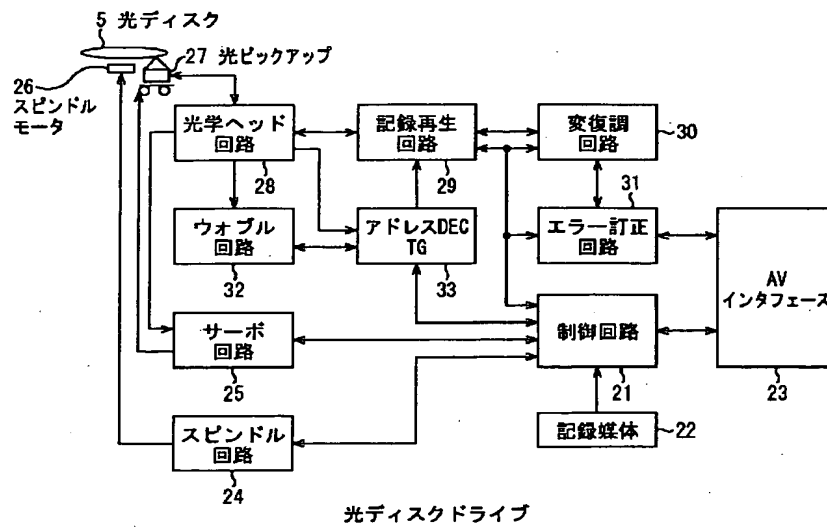 5 光ディスク
27 光ピックアップ
26
スピンドル
モータ
光学ヘッド
回路
28
記録再生
回路
29
変復調
回路
30
31
ウォブル
回路
32
アドレスDEC
TG
33
エラー訂正
回路
AV
インタフェース
23
サーボ
回路
25
制御回路
21
記録媒体
22
スピンドル
回路
24
光ディスクドライブ